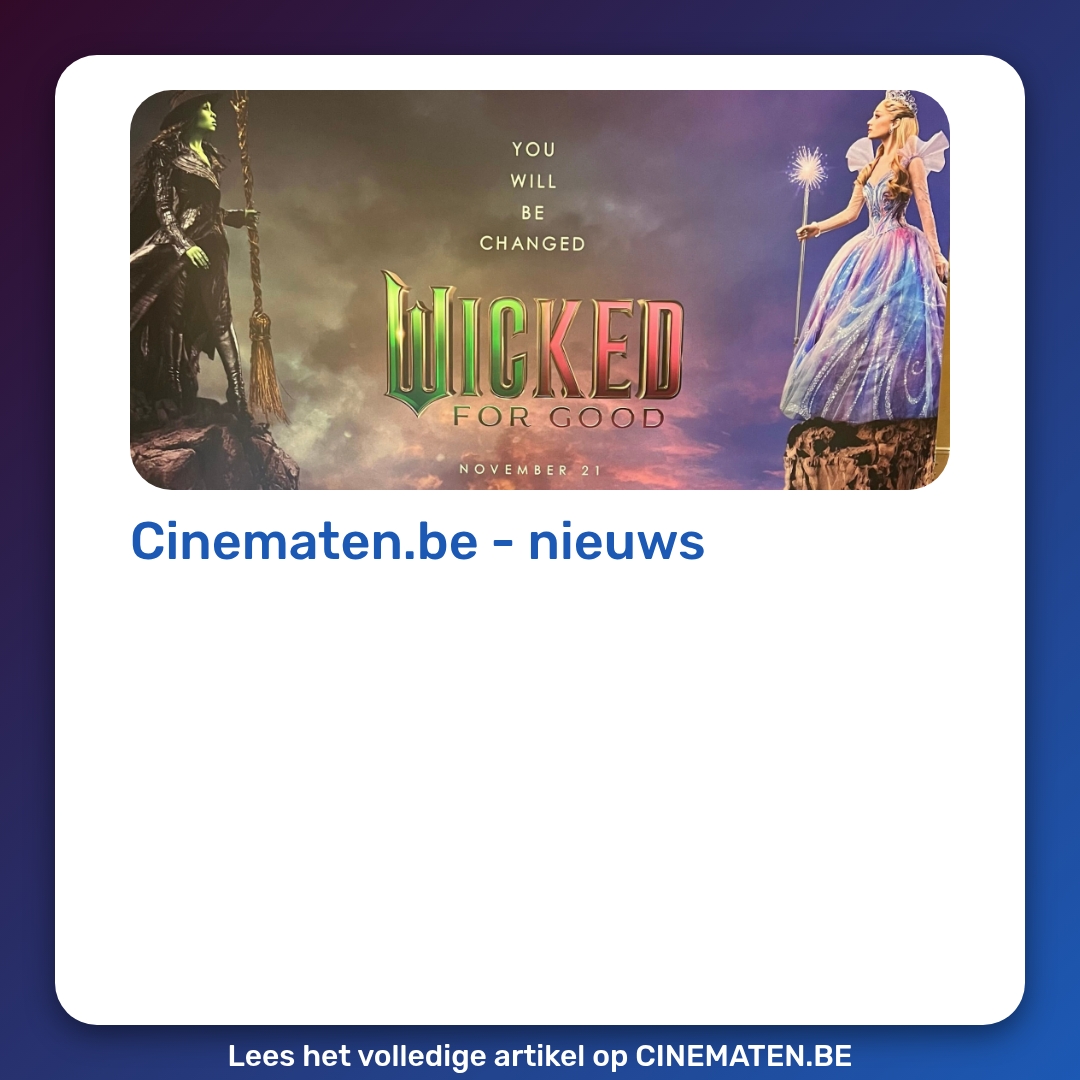 YOU
WILL
BE
CHANGED
WICKED
FOR GOOD
NOVEMBER 21
Cinematen.be - nieuws
Lees het volledige artikel op CINEMATEN.BE